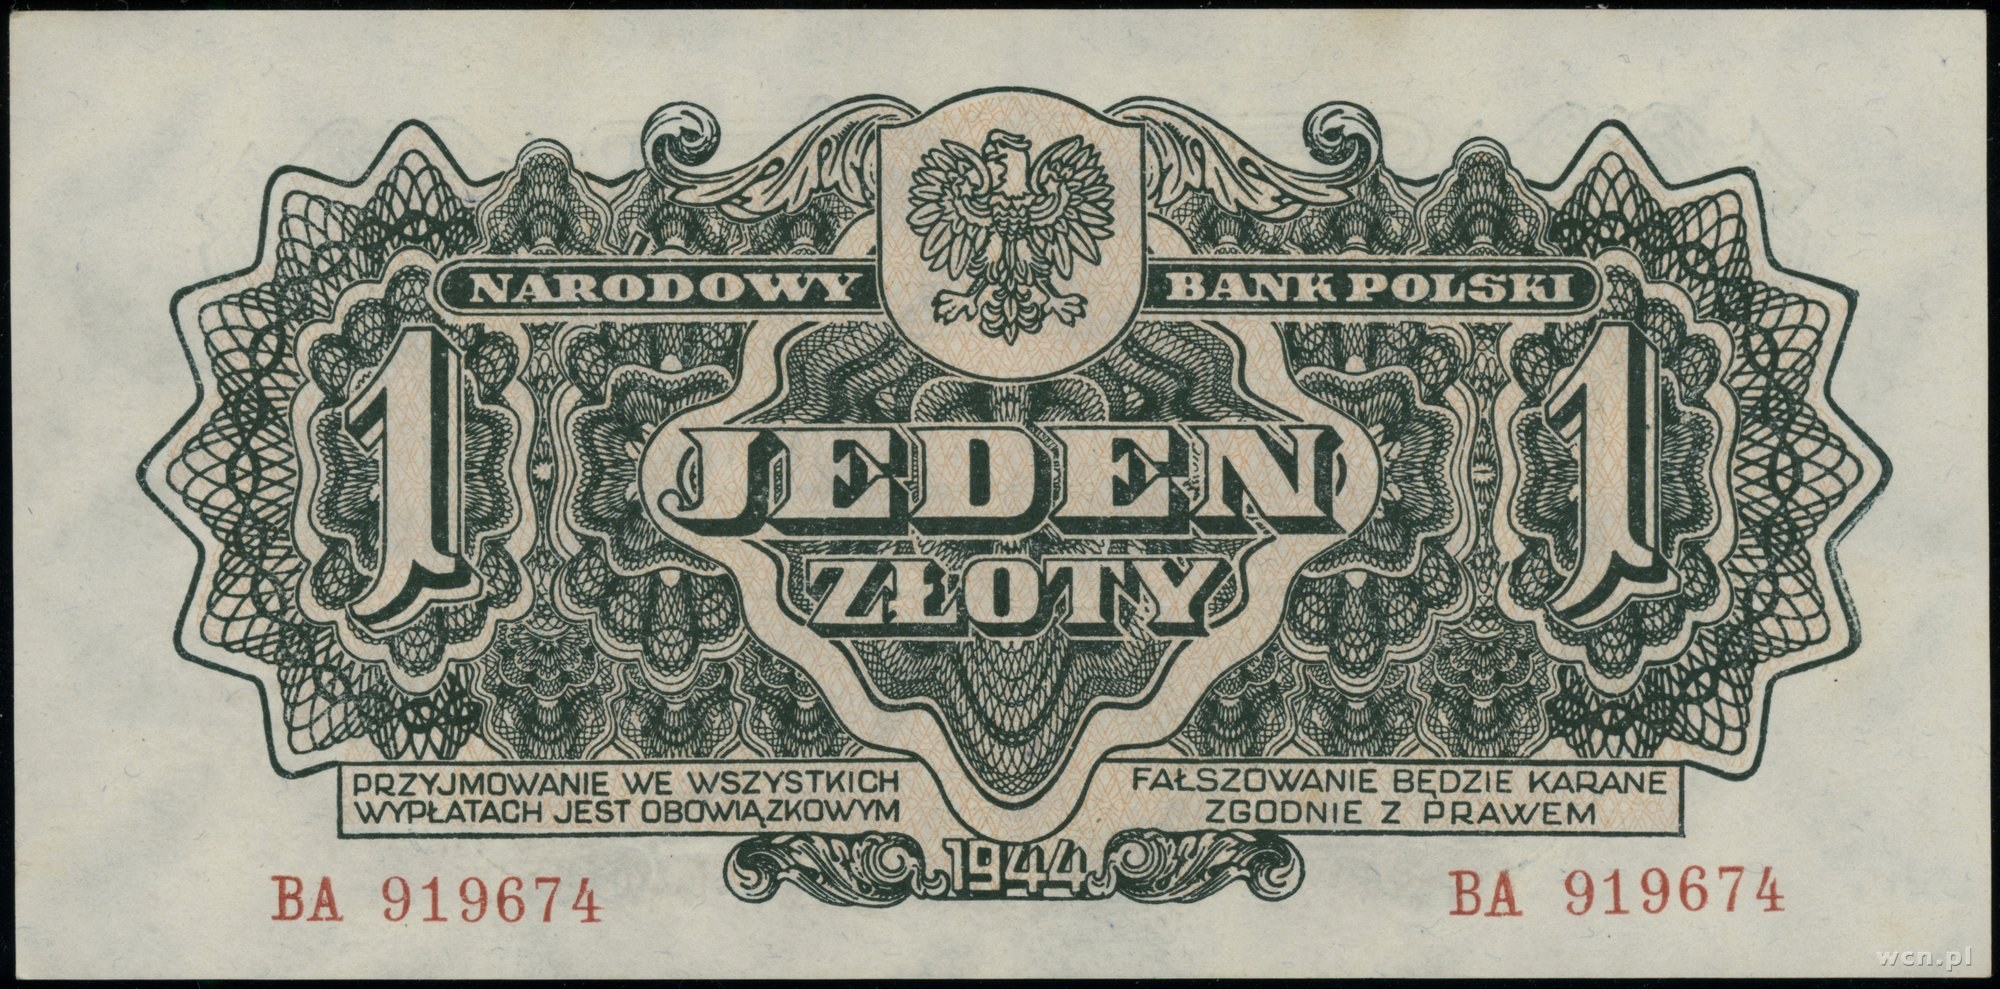 NARODOWY BANK POLSKI
1 JEDEN 1
ZŁOTY
PRZYJMOWANIE WE WSZYSTKICH
WYPŁATACH JEST OBOWIĄZKOWYM
FAŁSZOWANIE BĘDZIE KARANE
ZGODNIE Z PRAWEM
1944
BA 919674
BA 919674
wcn.pl